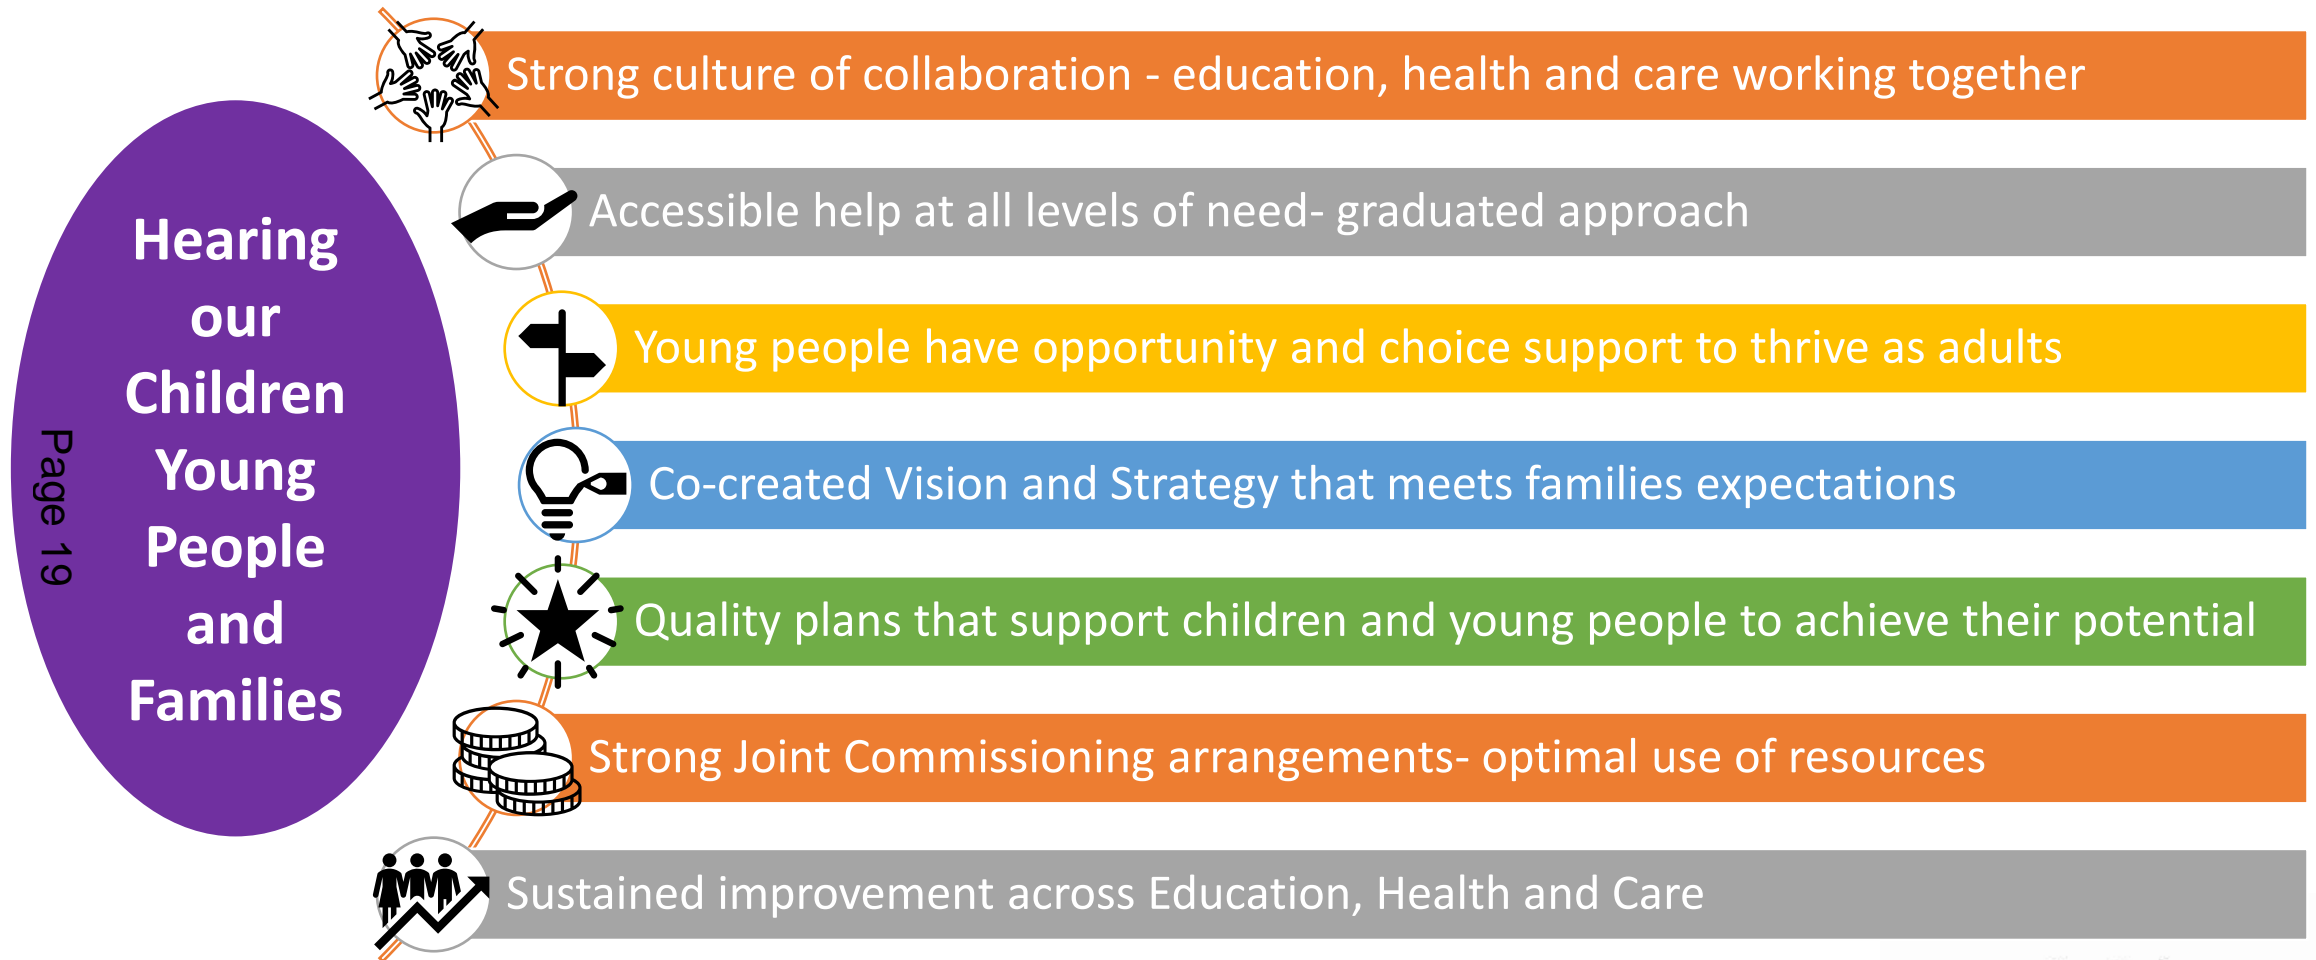 Hearing
our
Children
Young
People
and
Families
Page 19
Strong culture of collaboration - education, health and care working together
Accessible help at all levels of need- graduated approach
Young people have opportunity and choice support to thrive as adults
Co-created Vision and Strategy that meets families expectations
Quality plans that support children and young people to achieve their potential
Strong Joint Commissioning arrangements- optimal use of resources
Sustained improvement across Education, Health and Care